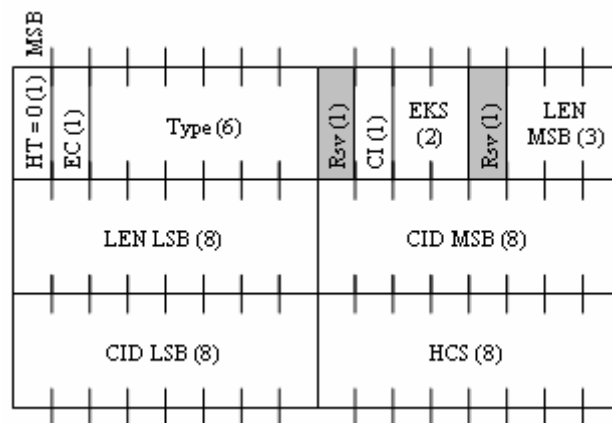 MSB
HT = 0 (1)
EC (1)
Type (6)
Rsv (1)
CI (1)
EKS
(2)
Rsv (1)
LEN
MSB (3)
LEN LSB (8)
CID MSB (8)
CID LSB (8)
HCS (8)